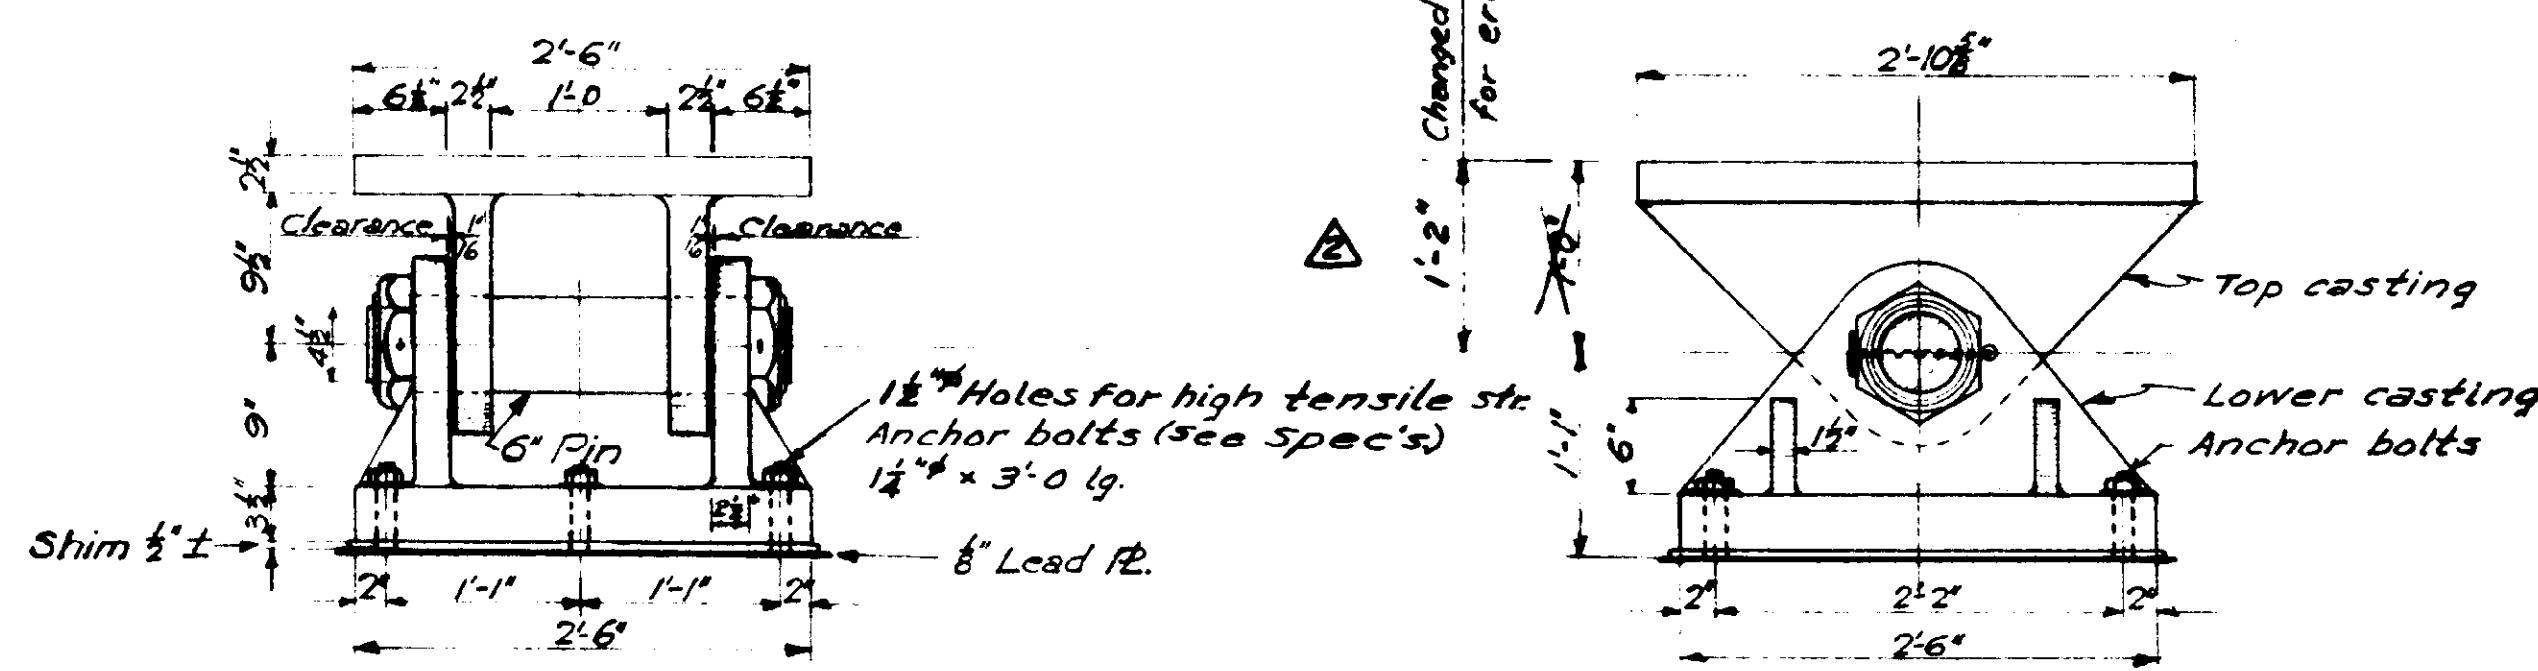 2'-6"
6½" 2½" 1'-0 2½" 6½"
2½"
Clearance 1/16" 1/16" Clearance
9½"
4½"
9"
6" Pin
3½"
Shim ½" ±
1½"φ Holes for high tensile str.
Anchor bolts (see spec's)
1¼"φ x 3'-0 lg.
⅛" Lead PL.
2" 1'-1" 1'-1" 2"
2'-6"
Changed
for
2
1'-2"
1'-0"
2'-10⅝"
Top casting
Lower casting
Anchor bolts
1'-1"
6"
1½"
2" 2'-2" 2"
2'-6"